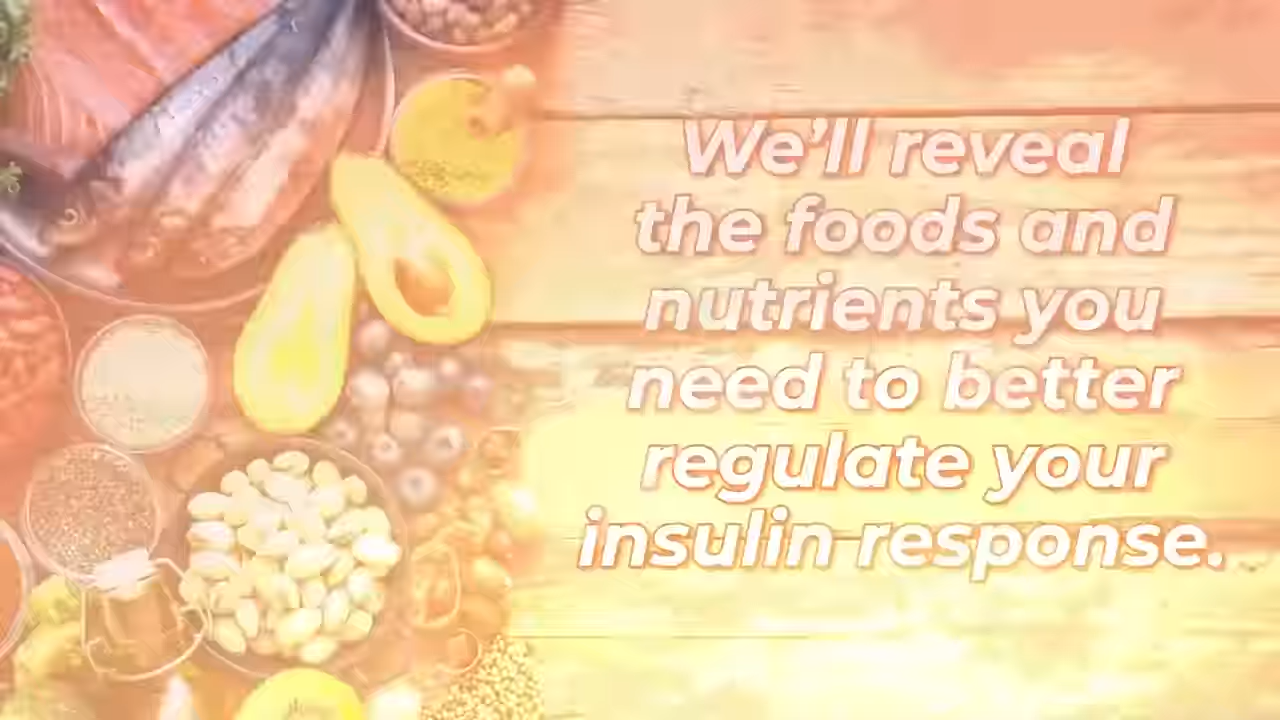 We’ll reveal
the foods and
nutrients you
need to better
regulate your
insulin response.